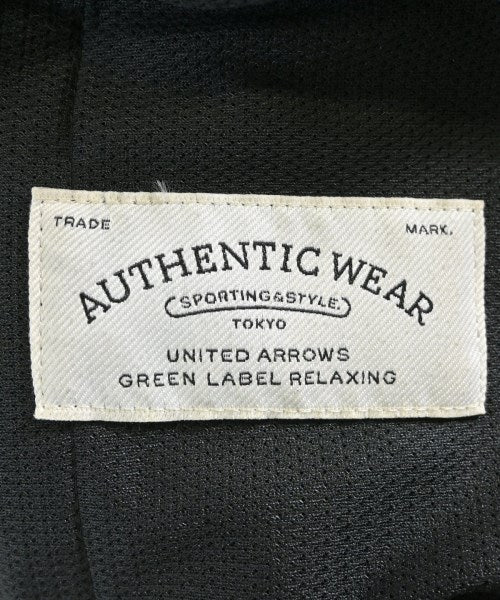 TRADE MARK.
AUTHENTIC WEAR
SPORTING&STYLE.
TOKYO
UNITED ARROWS
GREEN LABEL RELAXING